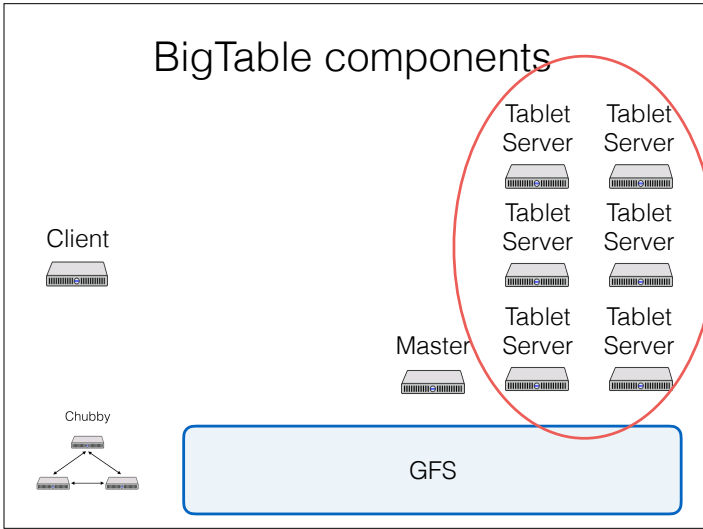 BigTable components
Tablet Server
Tablet Server
Tablet Server
Tablet Server
Client
Tablet Server
Tablet Server
Master
Chubby
GFS